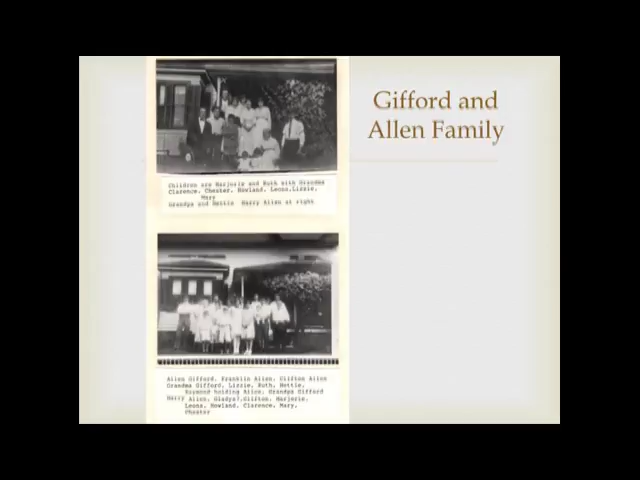 Gifford and
Allen Family
Children are Marjorie and Ruth with Grandma
Clarence, Chester, Howland, Leona, Lizzie,
Mary
Grandpa and Nettie Harry Allen at right
Allen Gifford, Franklin Allen, Clifton Allen
Grandma Gifford, Lizzie, Ruth, Nettie,
Raymond holding Alice, Grandpa Gifford
Harry Alice, Gladys?, Clifton, Marjorie,
Leona, Howland, Clarence, Mary,
Chester